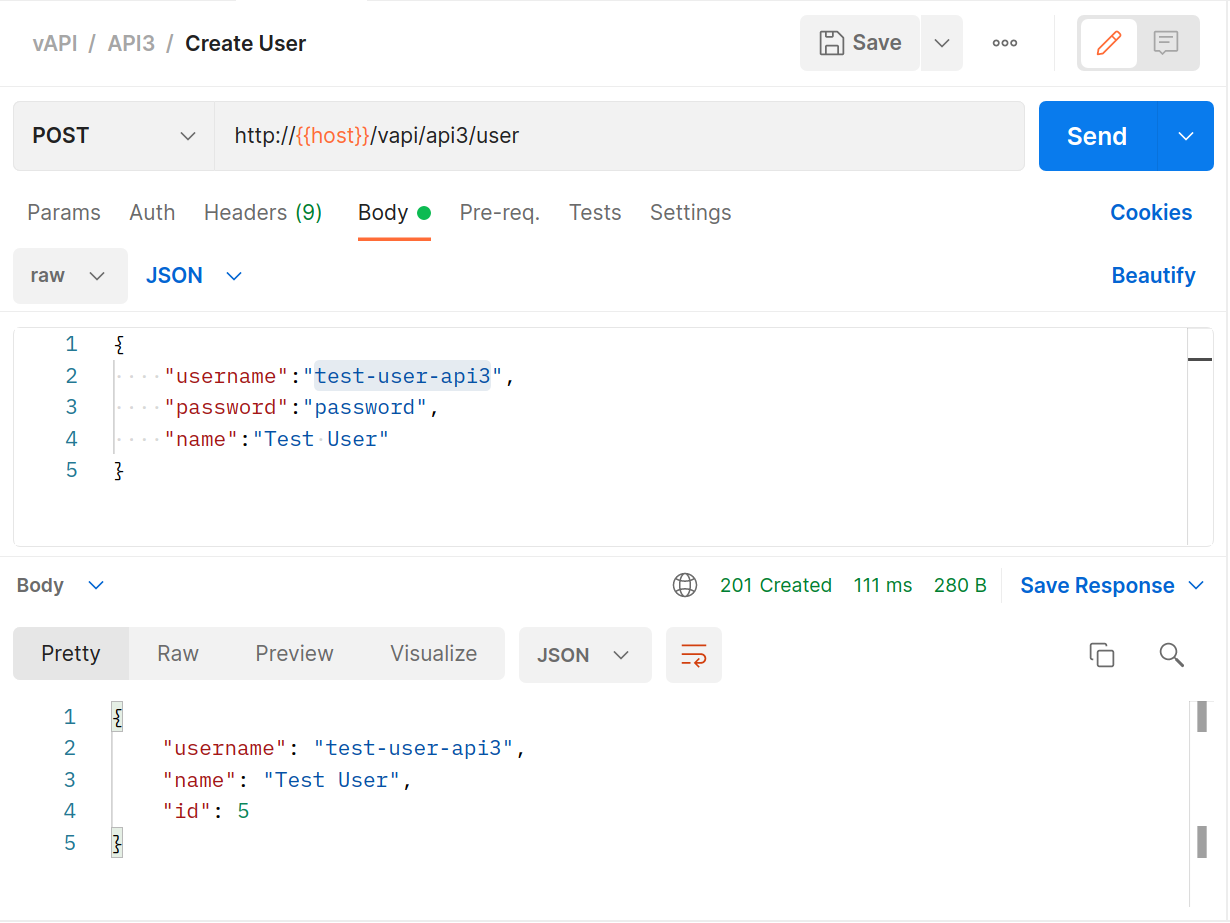 vAPI / API3 / Create User Save
POST http://{{host}}/vapi/api3/user Send
Params Auth Headers (9) Body Pre-req. Tests Settings Cookies
raw JSON Beautify
1 {
2 "username":"test-user-api3",
3 "password":"password",
4 "name":"Test User"
5 }
Body 201 Created 111 ms 280 B Save Response
Pretty Raw Preview Visualize JSON
1 {
2 "username": "test-user-api3",
3 "name": "Test User",
4 "id": 5
5 }